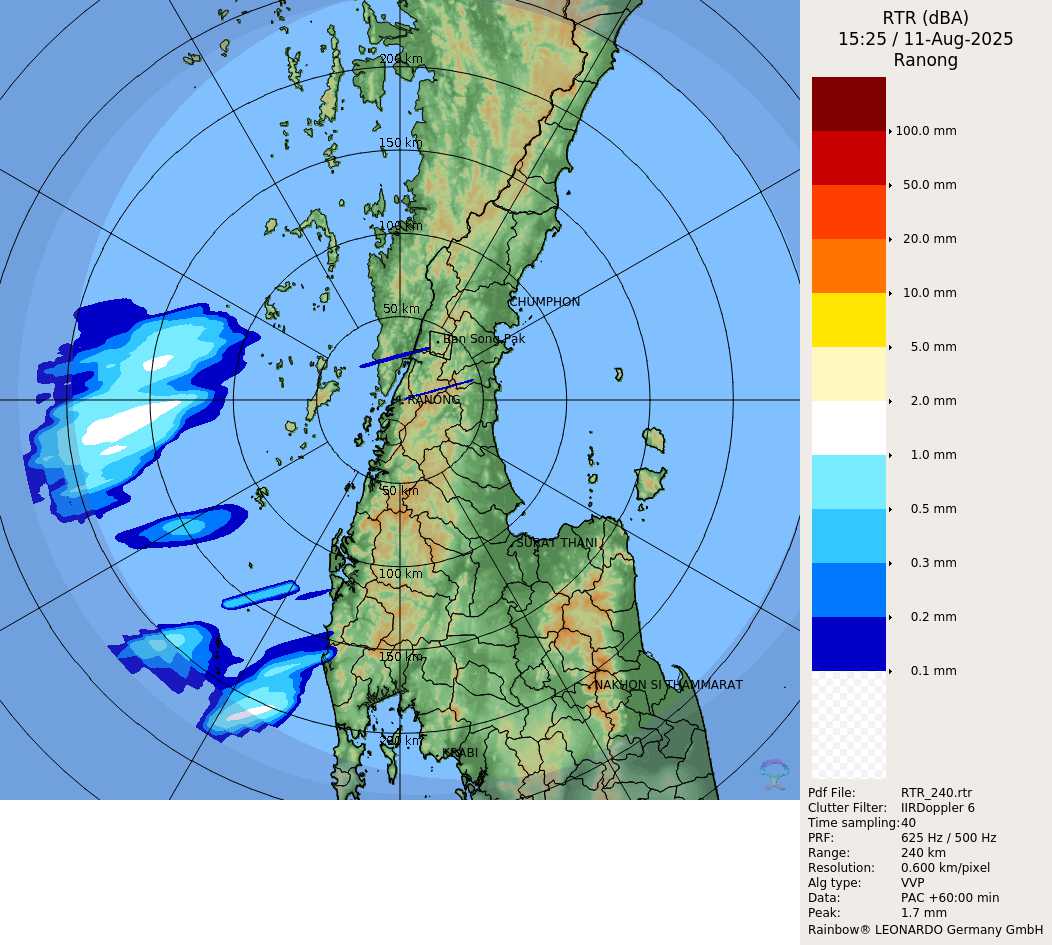 RTR (dBA)
15:25 / 11-Aug-2025
Ranong
200 km
150 km
100 km
50 km
CHUMPHON
Ban Song Pak
RANONG
50 km
SURAT THANI
100 km
150 km
NAKHON SI THAMMARAT
200 km
KRABI
100.0 mm
50.0 mm
20.0 mm
10.0 mm
5.0 mm
2.0 mm
1.0 mm
0.5 mm
0.3 mm
0.2 mm
0.1 mm
Pdf File: RTR_240.rtr
Clutter Filter: IIRDoppler 6
Time sampling:40
PRF: 625 Hz / 500 Hz
Range: 240 km
Resolution: 0.600 km/pixel
Alg type: VVP
Data: PAC +60:00 min
Peak: 1.7 mm
Rainbow® LEONARDO Germany GmbH